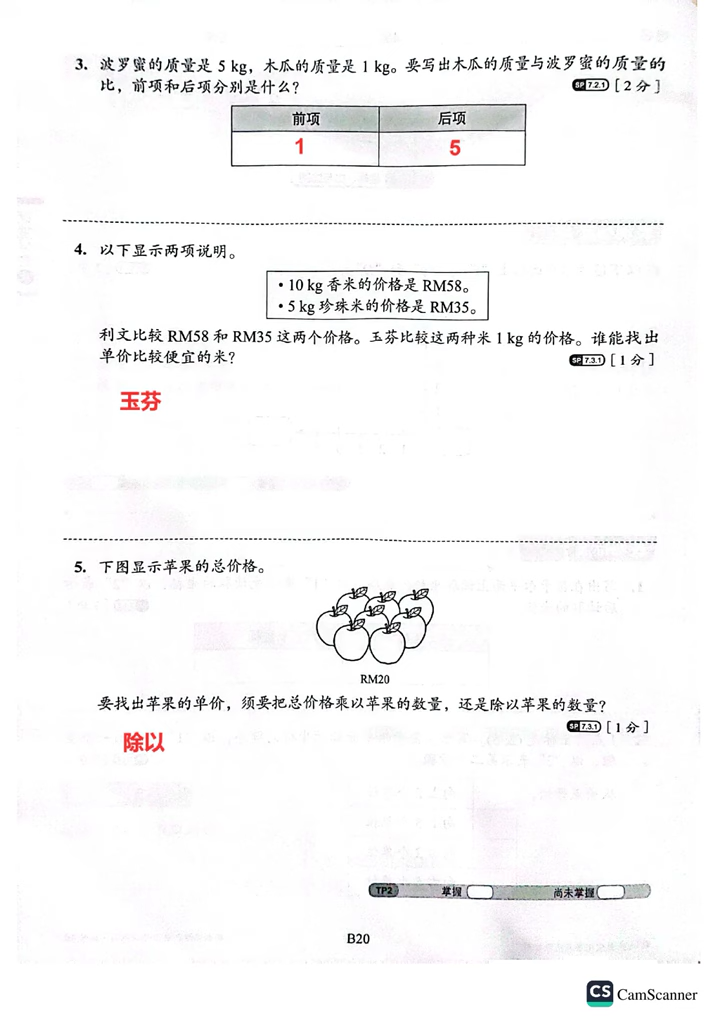 3. 波罗蜜的质量是 5 kg，木瓜的质量是 1 kg。要写出木瓜的质量与波罗蜜的质量的
比，前项和后项分别是什么？ SP 7.2.1 [ 2 分 ]
前项 后项
1 5
4. 以下显示两项说明。
• 10 kg 香米的价格是 RM58。
• 5 kg 珍珠米的价格是 RM35。
利文比较 RM58 和 RM35 这两个价格。玉芬比较这两种米 1 kg 的价格。谁能找出
单价比较便宜的米？ SP 7.3.1 [ 1 分 ]
玉芬
5. 下图显示苹果的总价格。
RM20
要找出苹果的单价，须要把总价格乘以苹果的数量，还是除以苹果的数量？
SP 7.3.1 [ 1 分 ]
除以
TP2 掌握 尚未掌握
B20
CS CamScanner